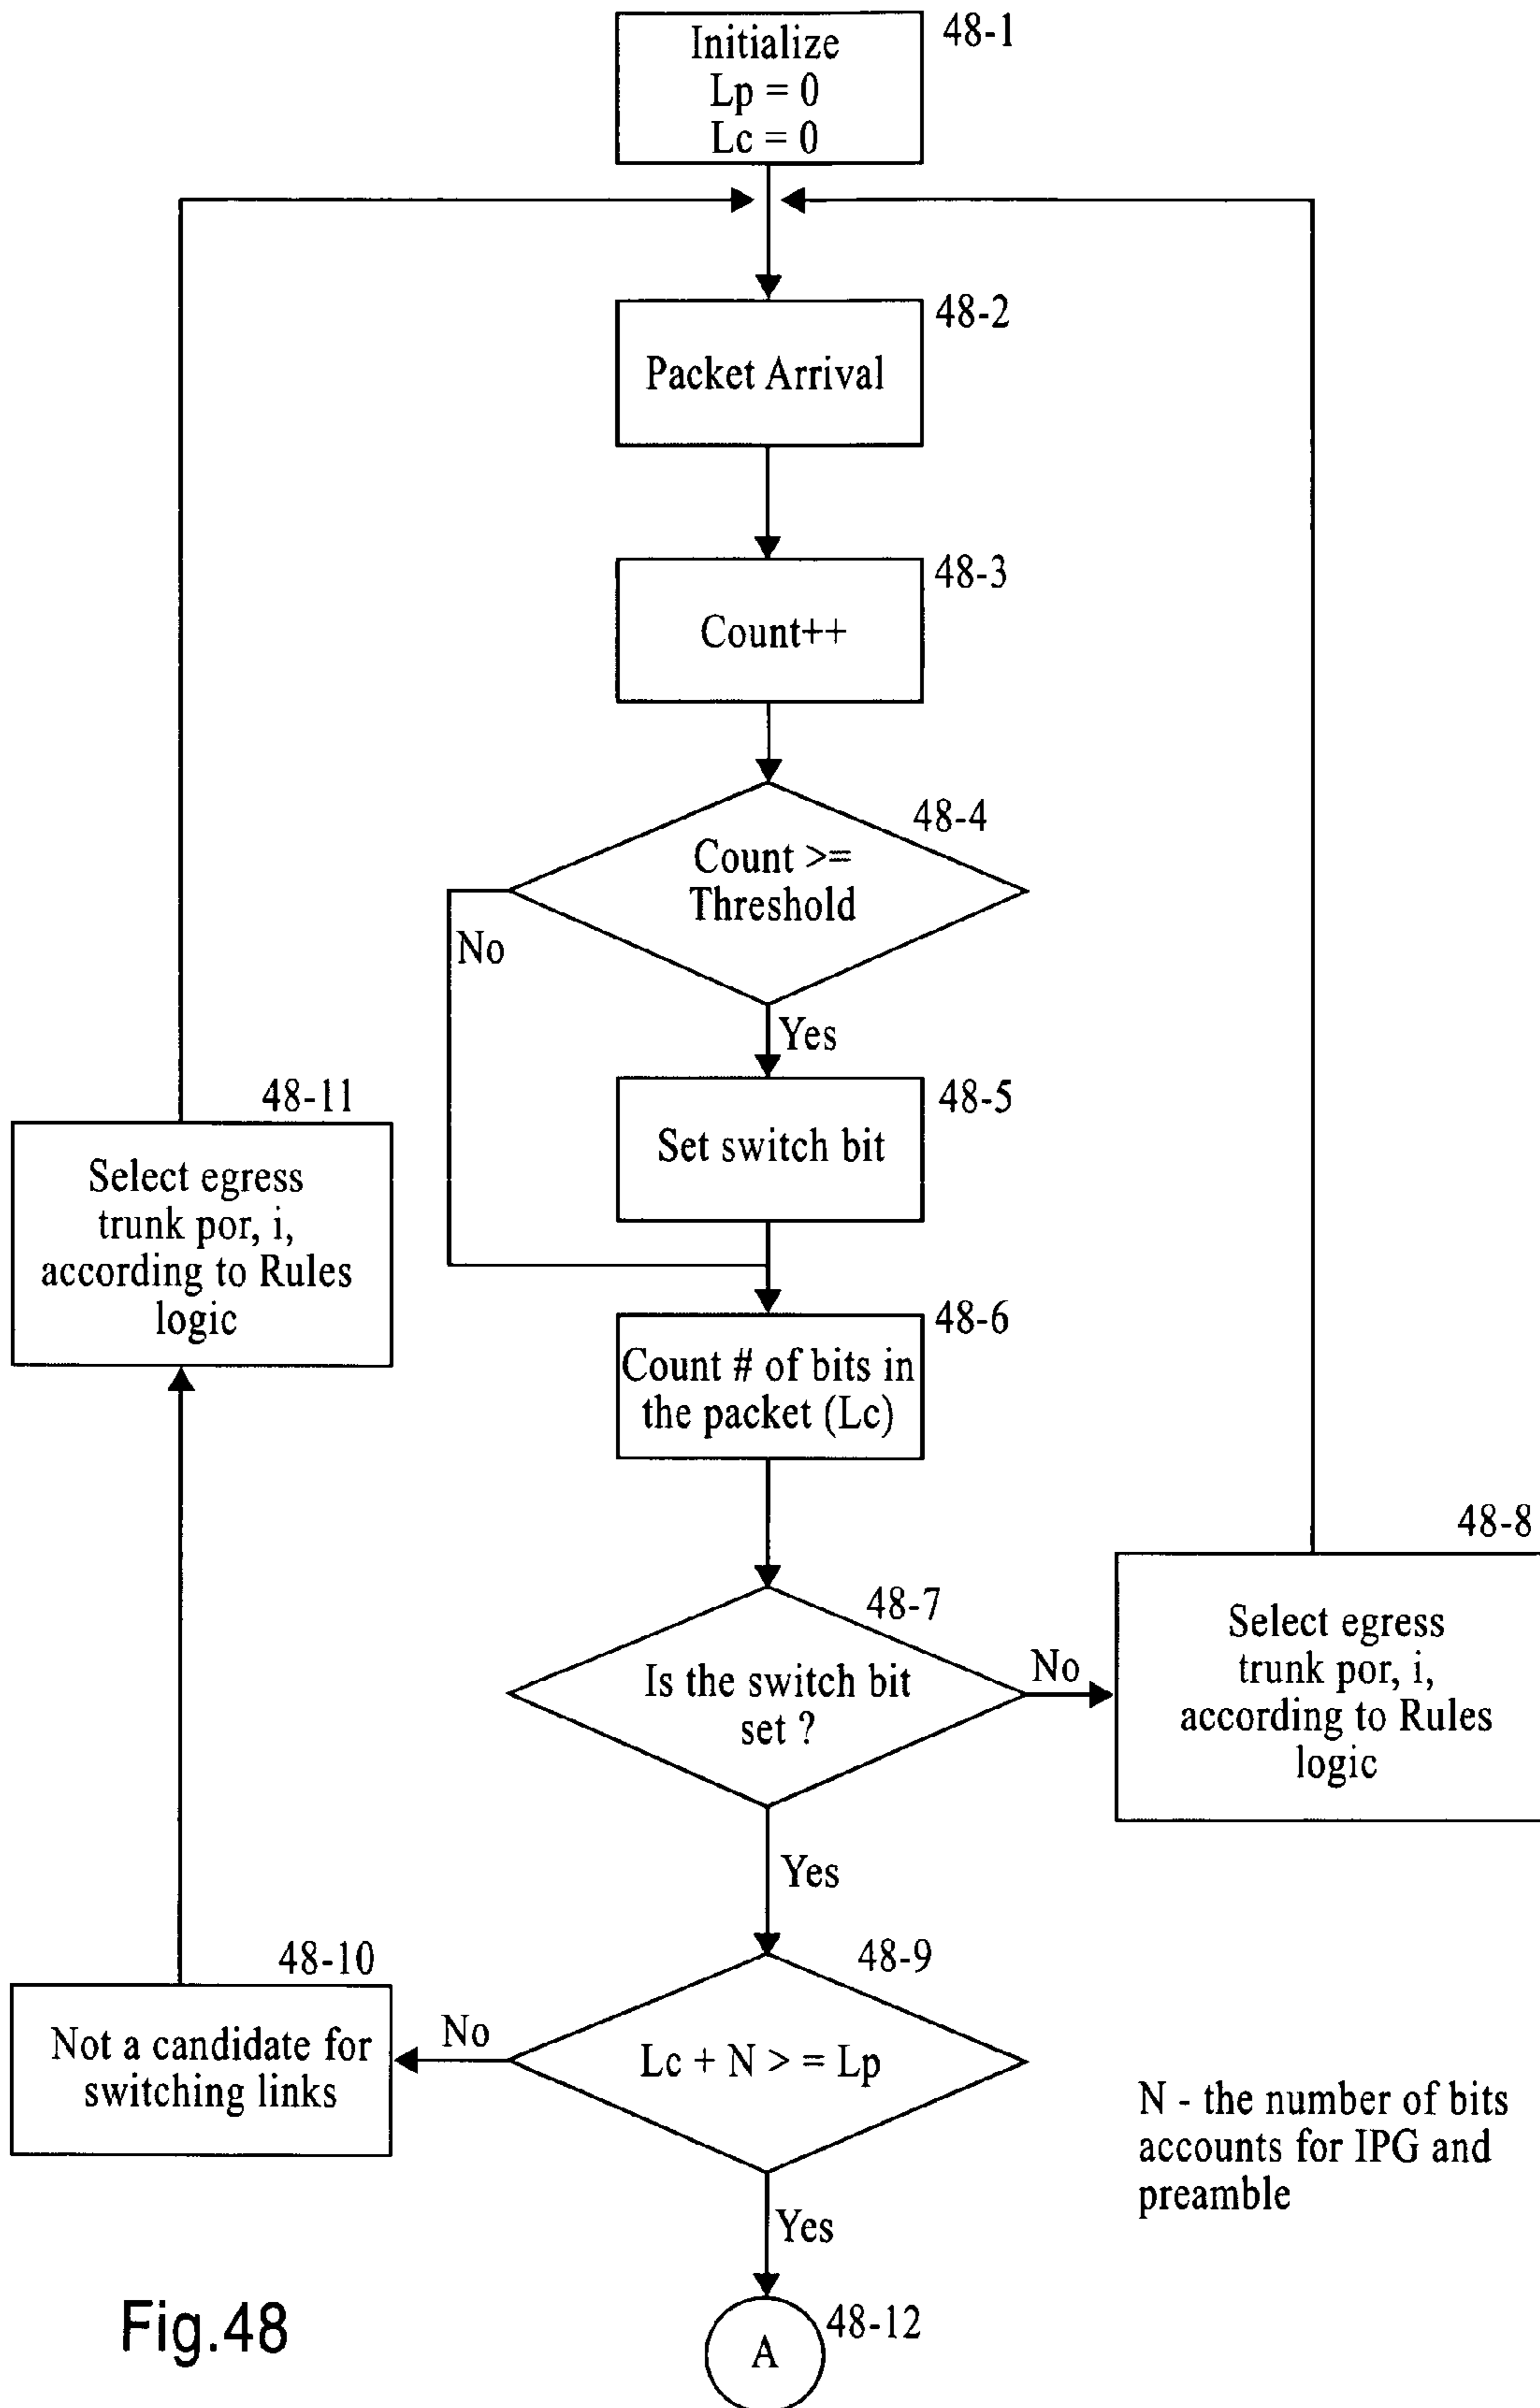 Initialize
Lp = 0
Lc = 0
48-1
48-2
Packet Arrival
48-3
Count++
48-4
Count >=
Threshold
No
Yes
48-5
Set switch bit
48-11
Select egress
trunk por, i,
according to Rules
logic
48-6
Count # of bits in
the packet (Lc)
48-7
Is the switch bit
set ?
No
48-8
Select egress
trunk por, i,
according to Rules
logic
Yes
48-9
Lc + N > = Lp
No
48-10
Not a candidate for
switching links
N - the number of bits
accounts for IPG and
preamble
Yes
48-12
A
Fig.48